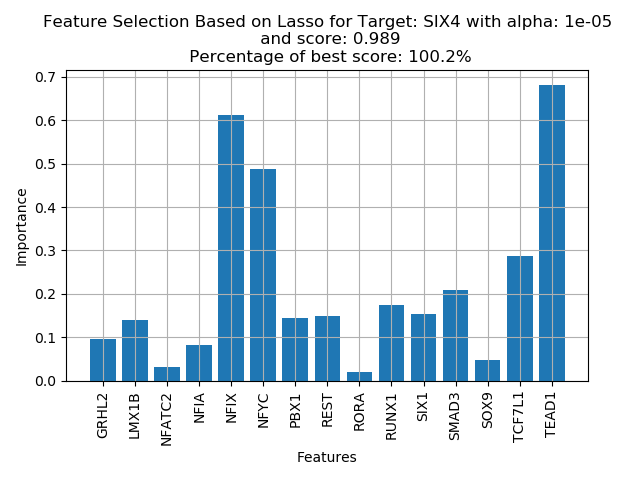 Feature Selection Based on Lasso for Target: SIX4 with alpha: 1e-05
and score: 0.989
Percentage of best score: 100.2%
Importance
0.7
0.6
0.5
0.4
0.3
0.2
0.1
0.0
GRHL2
LMX1B
NFATC2
NFIA
NFIX
NFYC
PBX1
REST
RORA
RUNX1
SIX1
SMAD3
SOX9
TCF7L1
TEAD1
Features